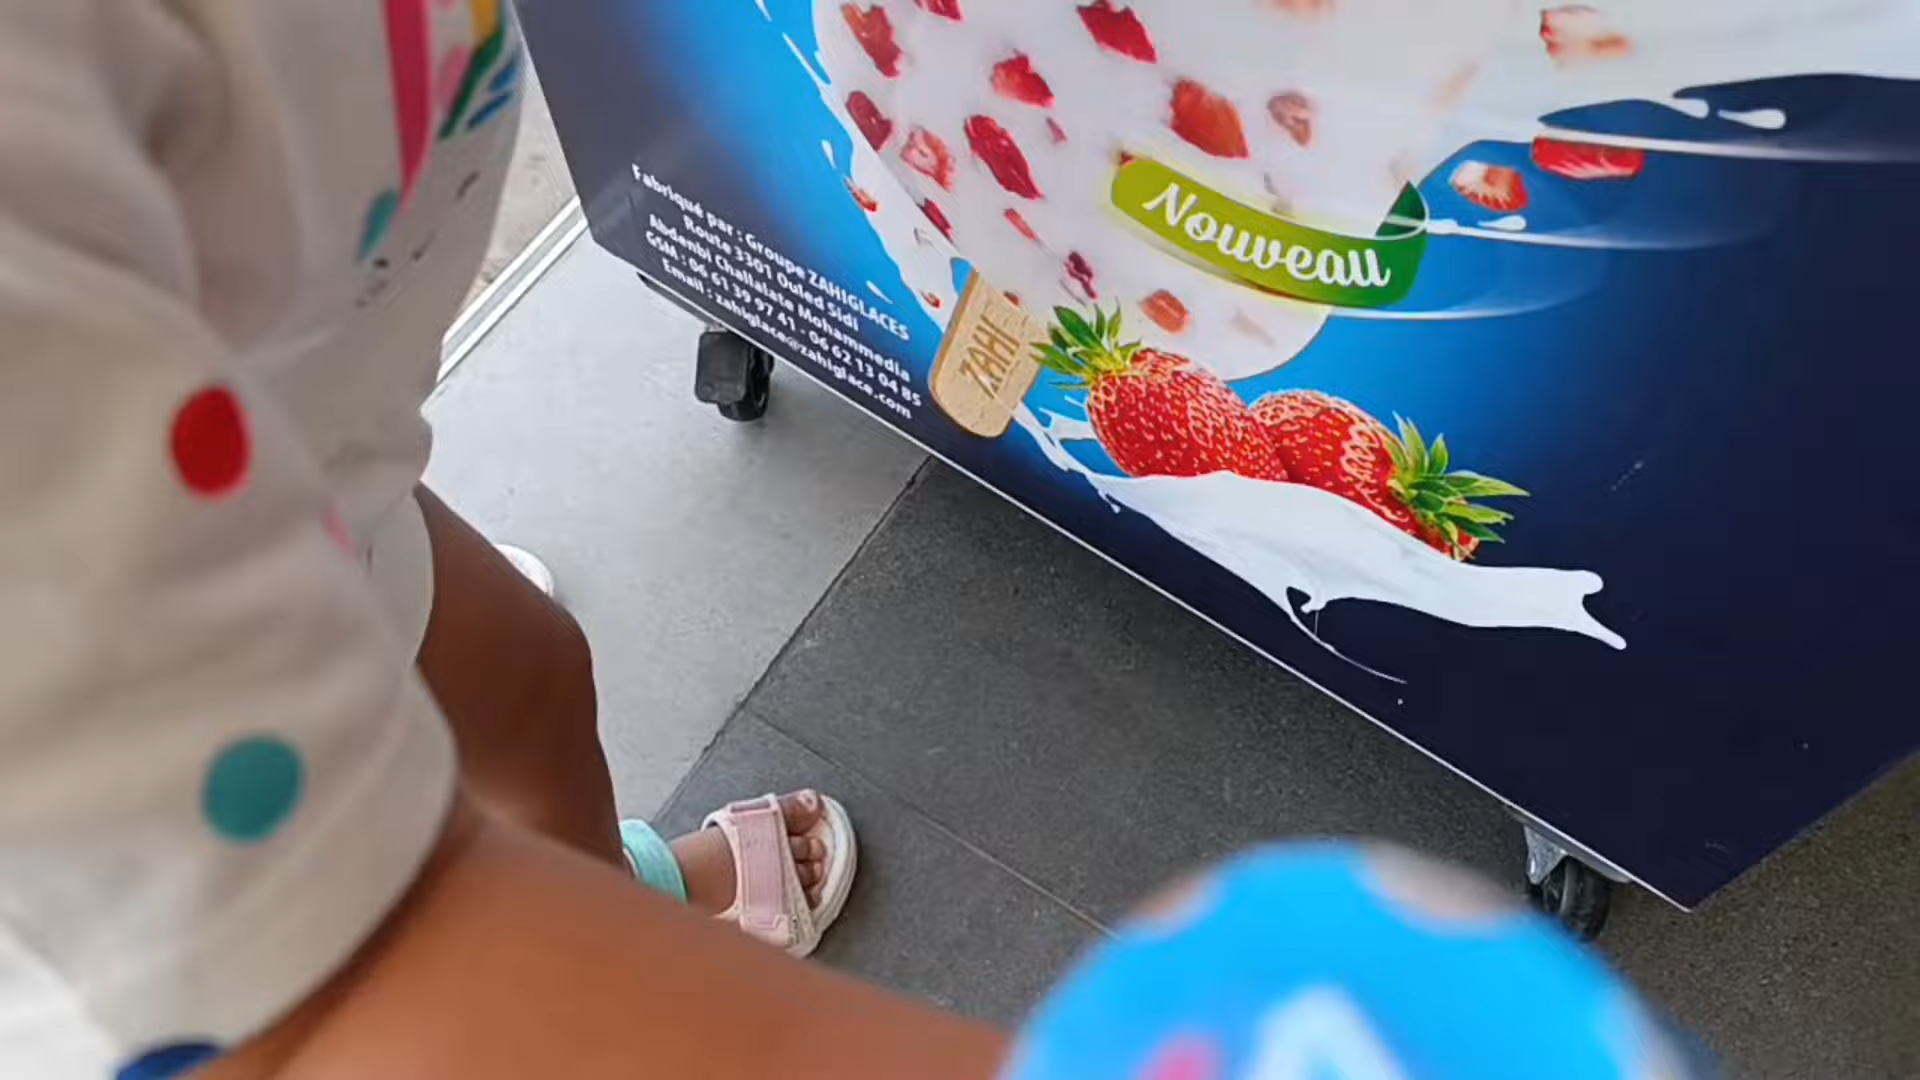 Nouveau
Fabriqué par : Groupe ZAHIGLACES
Route 3301 Ouled Sidi
Abdenbi Challalate Mohammedia
GSM : 06 61 39 97 41 - 06 62 13 04 85
Email : zahiglace@zahiglace.com
ZAHI